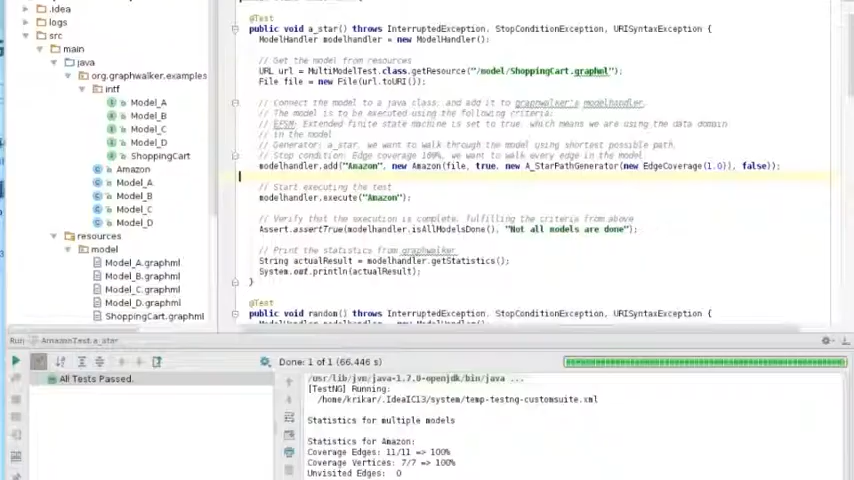 .idea
logs
src
main
java
org.graphwalker.examples
intf
Model_A
Model_B
Model_C
Model_D
ShoppingCart
Amazon
Model_A
Model_B
Model_C
Model_D
resources
model
Model_A.graphml
Model_B.graphml
Model_C.graphml
Model_D.graphml
ShoppingCart.graphml
@Test
public void a_star() throws InterruptedException, StopConditionException, URISyntaxException {
ModelHandler modelhandler = new ModelHandler();
// Get the model from resources
URL url = MultiModelTest.class.getResource("/model/ShoppingCart.graphml");
File file = new File(url.toURI());
// Connect the model to a java class, and add it to graphwalker's modelhandler.
// The model is to be executed using the following criteria:
// EFSM: Extended finite state machine is set to true, which means we are using the data domain
// in the model
// Generator: a_star, we want to walk through the model using shortest possible path.
// Stop condition: Edge coverage 100%, we want to walk every edge in the model.
modelhandler.add("Amazon", new Amazon(file, true, new A_StarPathGenerator(new EdgeCoverage(1.0)), false));
// Start executing the test
modelhandler.execute("Amazon");
// Verify that the execution is complete, fulfilling the criteria from above
Assert.assertTrue(modelhandler.isAllModelsDone(), "Not all models are done");
// Print the statistics from graphwalker
String actualResult = modelhandler.getStatistics();
System.out.println(actualResult);
}
@Test
public void random() throws InterruptedException, StopConditionException, URISyntaxException {
ModelHandler modelhandler = new ModelHandler();
Run: AmazonTest.a_star
Done: 1 of 1 (66.446 s)
All Tests Passed.
/usr/lib/jvm/java-1.7.0-openjdk/bin/java ...
[TestNG] Running:
/home/krikar/.IdeaIC13/system/temp-testng-customsuite.xml
Statistics for multiple models
Statistics for Amazon:
Coverage Edges: 11/11 => 100%
Coverage Vertices: 7/7 => 100%
Unvisited Edges: 0